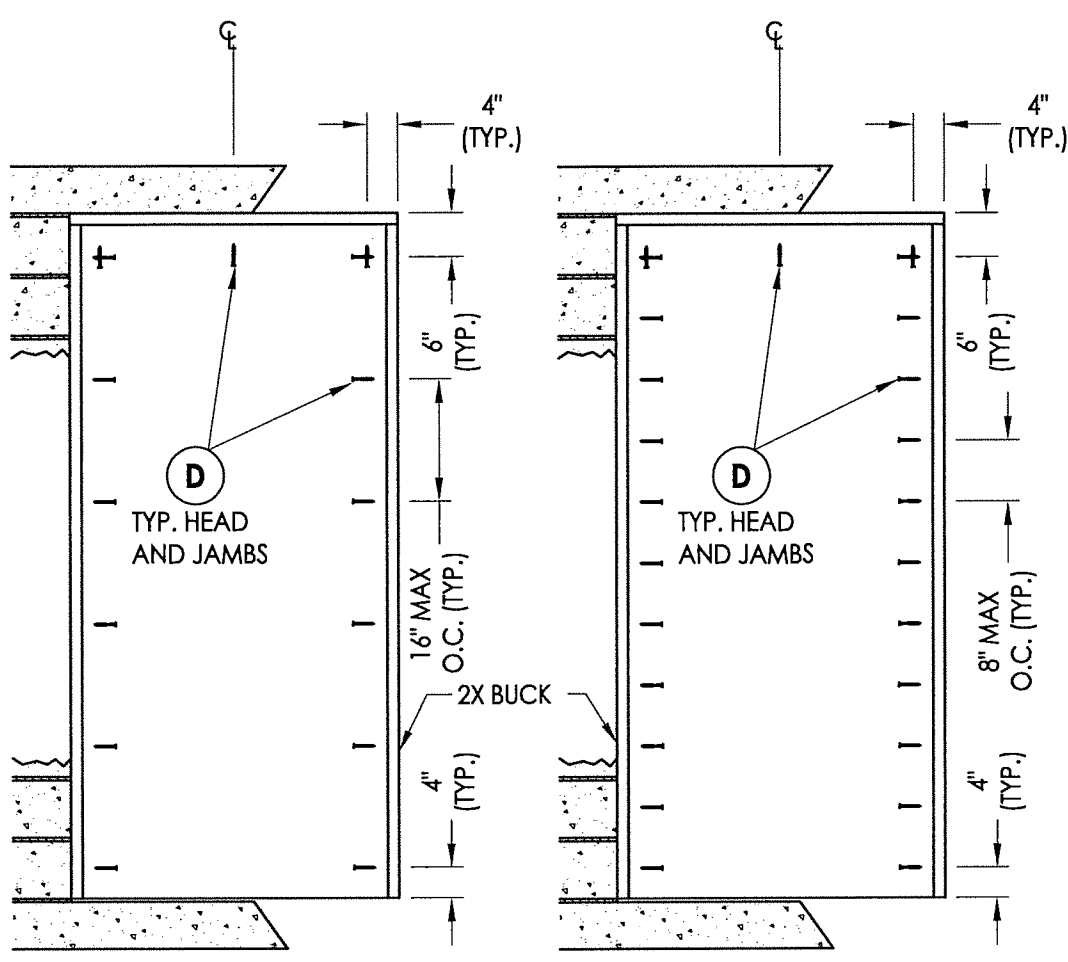 ℄
4"
(TYP.)
6"
(TYP.)
D
TYP. HEAD
AND JAMBS
16" MAX
O.C. (TYP.)
2X BUCK
4"
(TYP.)
℄
4"
(TYP.)
6"
(TYP.)
D
TYP. HEAD
AND JAMBS
8" MAX
O.C. (TYP.)
4"
(TYP.)